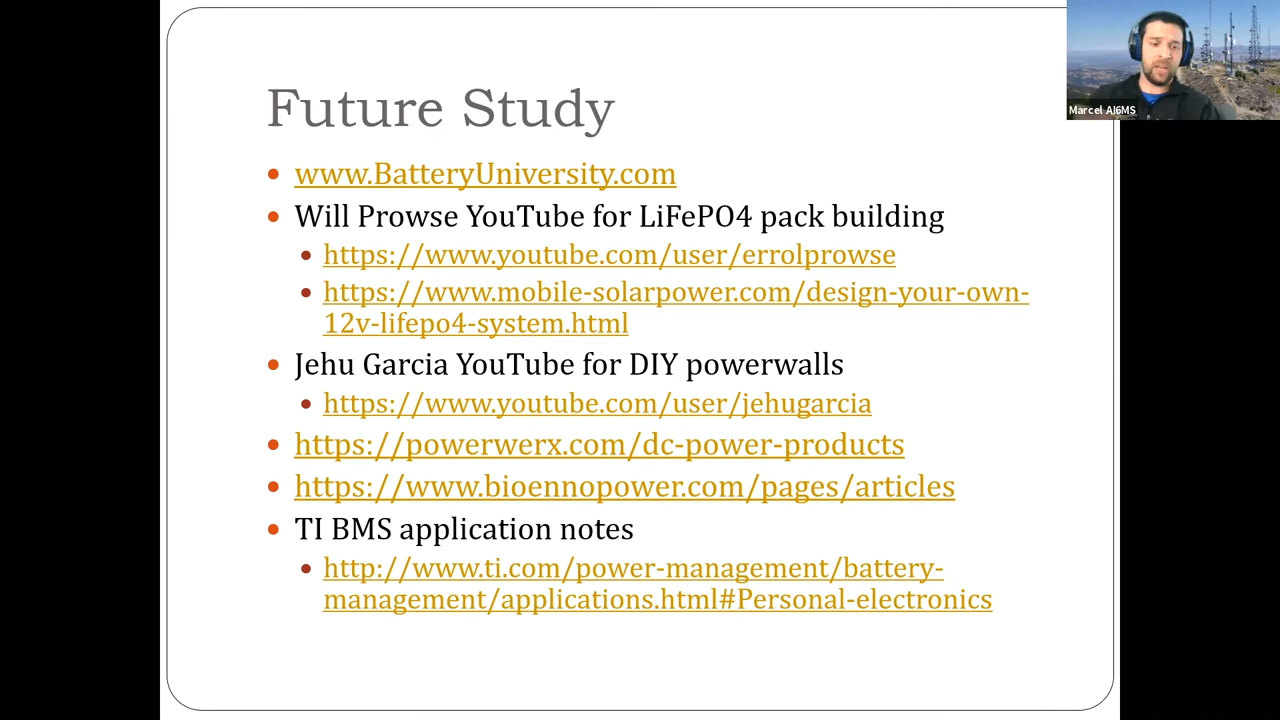 Future Study
www.BatteryUniversity.com
Will Prowse YouTube for LiFePO4 pack building
https://www.youtube.com/user/errolprowse
https://www.mobile-solarpower.com/design-your-own-
12v-lifepo4-system.html
Jehu Garcia YouTube for DIY powerwalls
https://www.youtube.com/user/jehugarcia
https://powerwerx.com/dc-power-products
https://www.bioennopower.com/pages/articles
TI BMS application notes
http://www.ti.com/power-management/battery-
management/applications.html#Personal-electronics
Marcel AI6MS